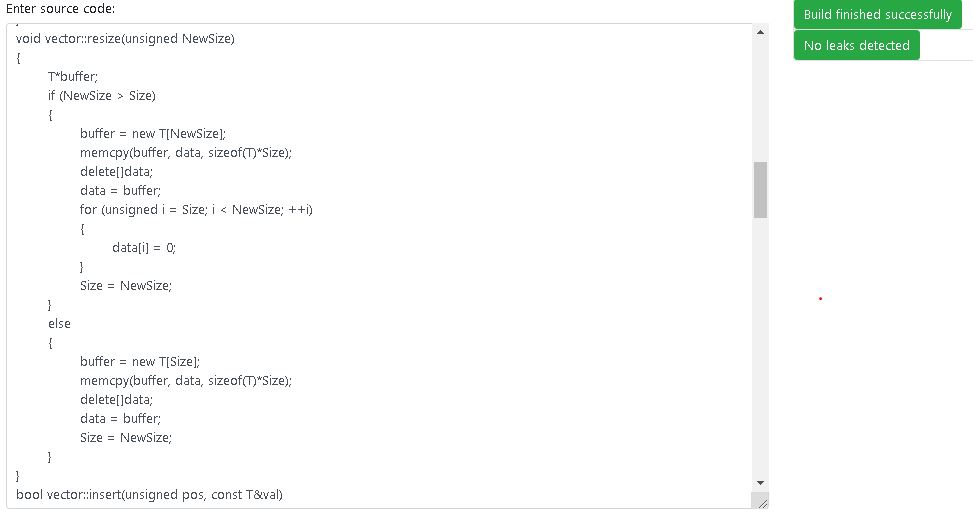 Enter source code:
void vector::resize(unsigned NewSize)
{
T*buffer;
if (NewSize > Size)
{
buffer = new T[NewSize];
memcpy(buffer, data, sizeof(T)*Size);
delete[]data;
data = buffer;
for (unsigned i = Size; i < NewSize; ++i)
{
data[i] = 0;
}
Size = NewSize;
}
else
{
buffer = new T[Size];
memcpy(buffer, data, sizeof(T)*Size);
delete[]data;
data = buffer;
Size = NewSize;
}
}
bool vector::insert(unsigned pos, const T&val)
Build finished successfully
No leaks detected